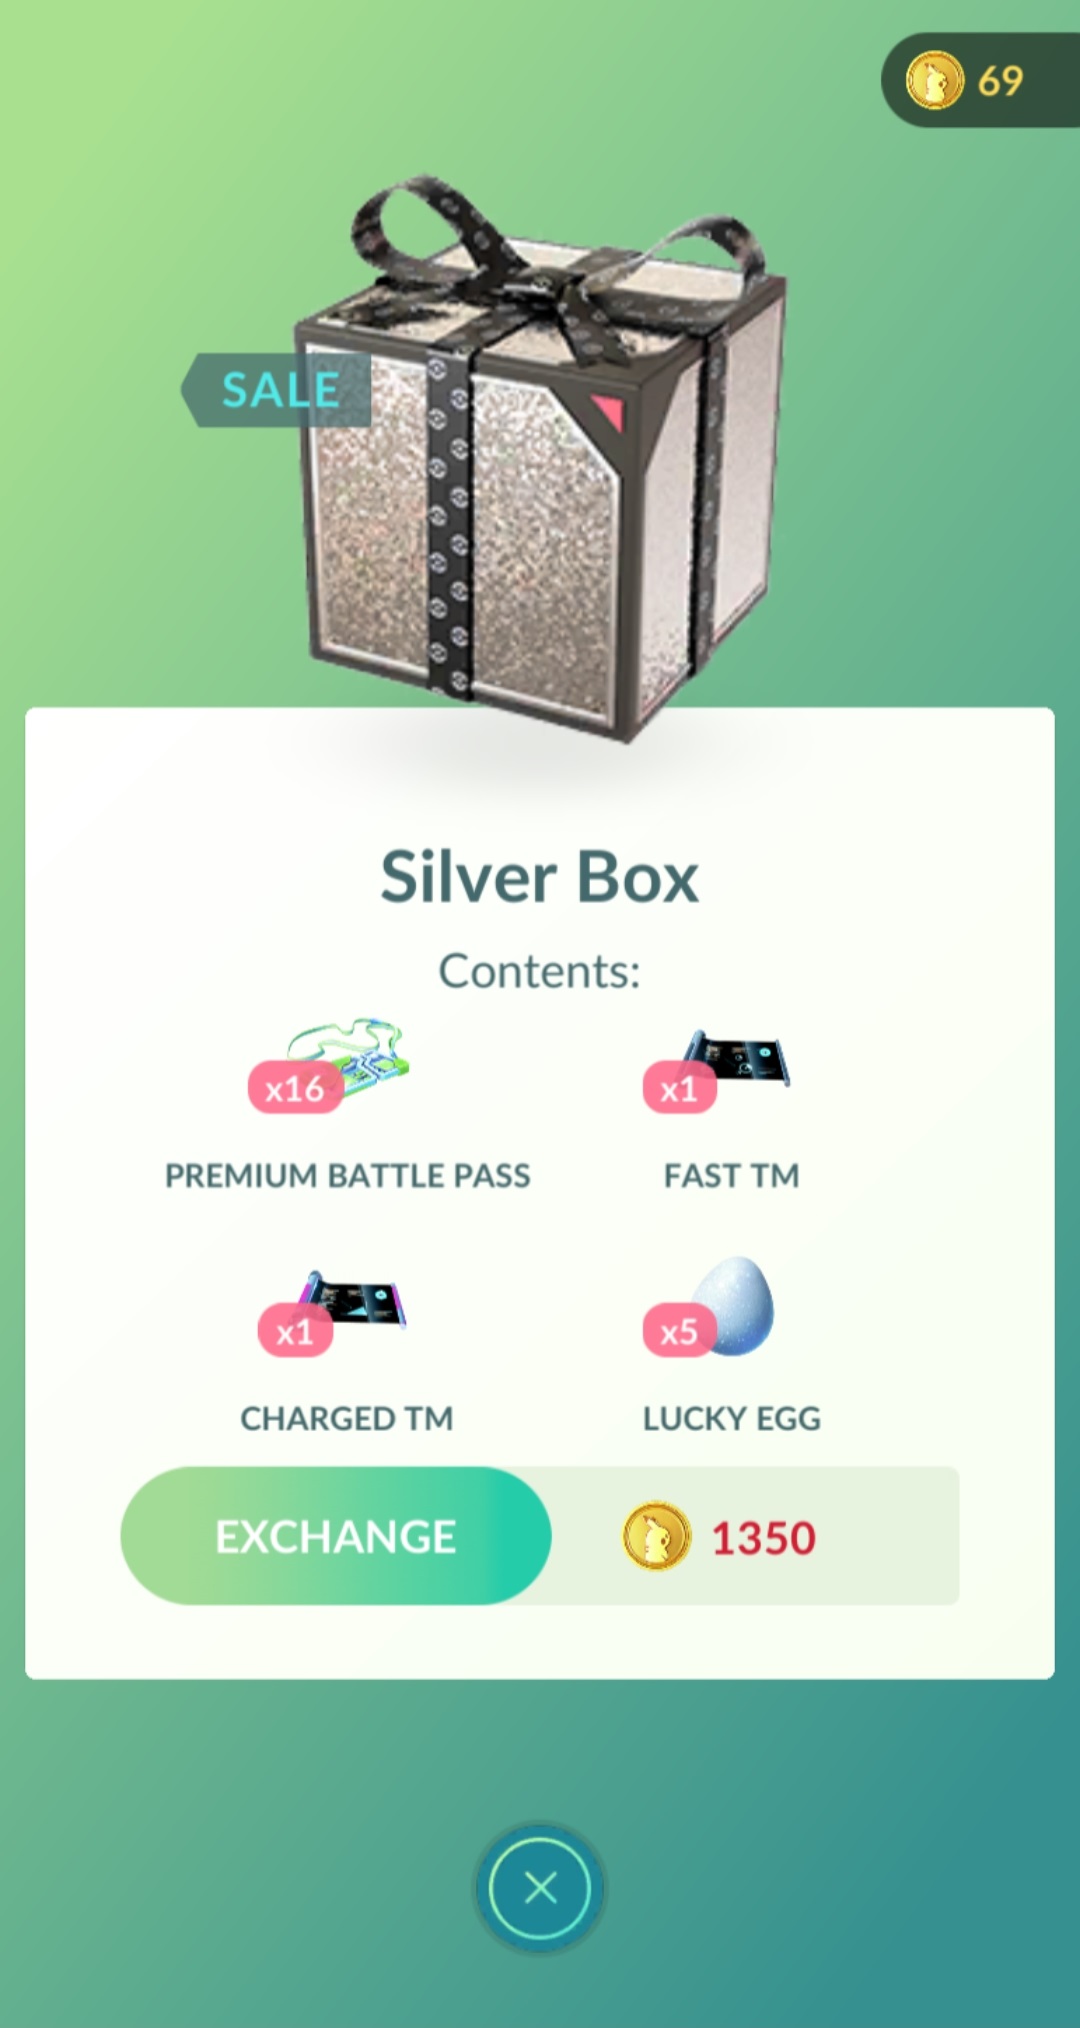 69
SALE
Silver Box
Contents:
x16
x1
PREMIUM BATTLE PASS
FAST TM
x1
x5
CHARGED TM
LUCKY EGG
EXCHANGE
1350